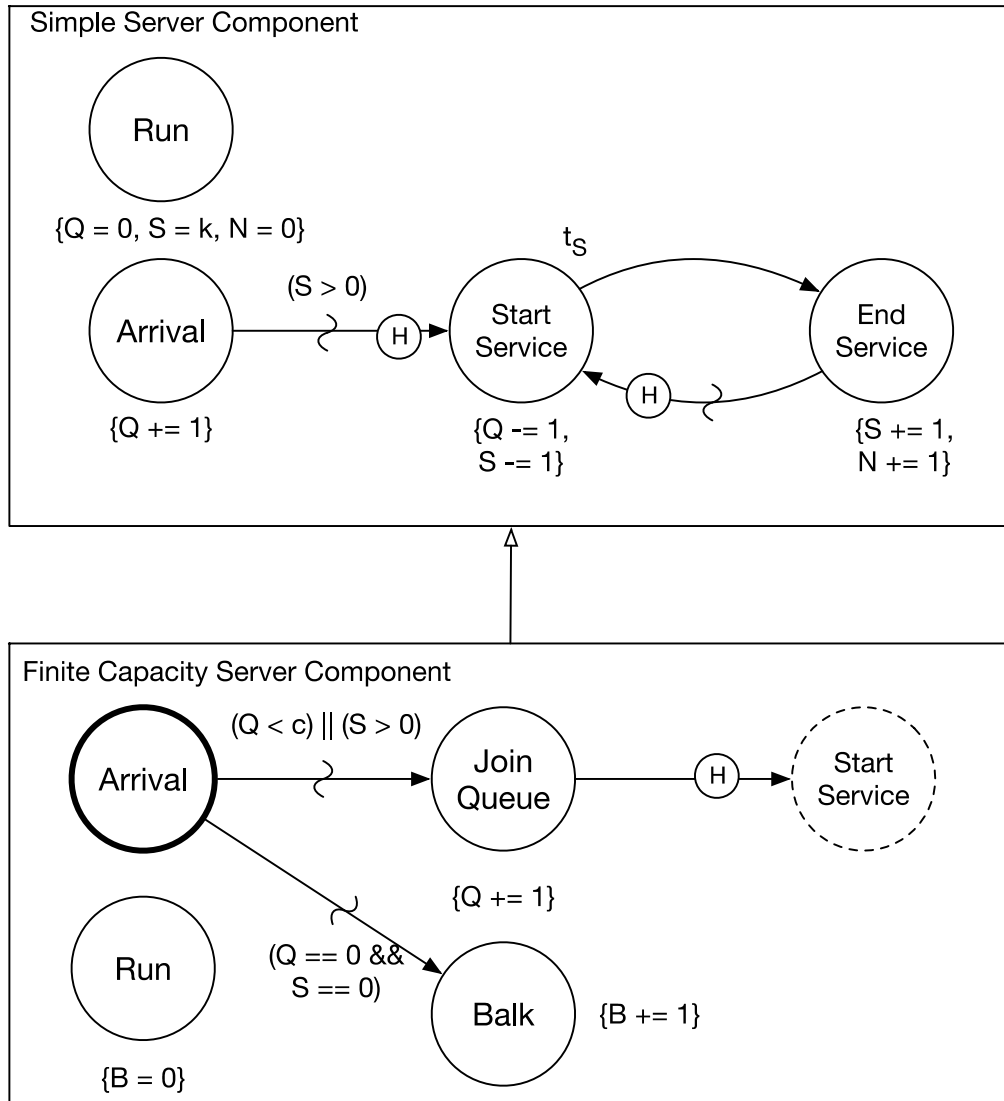 Simple Server Component
Run
{Q = 0, S = k, N = 0}
(S > 0)
Arrival
H
{Q += 1}
Start
Service
{Q -= 1,
S -= 1}
tS
H
End
Service
{S += 1,
N += 1}
Finite Capacity Server Component
Arrival
(Q < c) || (S > 0)
Join
Queue
{Q += 1}
H
Start
Service
(Q == 0 &&
S == 0)
Run
{B = 0}
Balk
{B += 1}